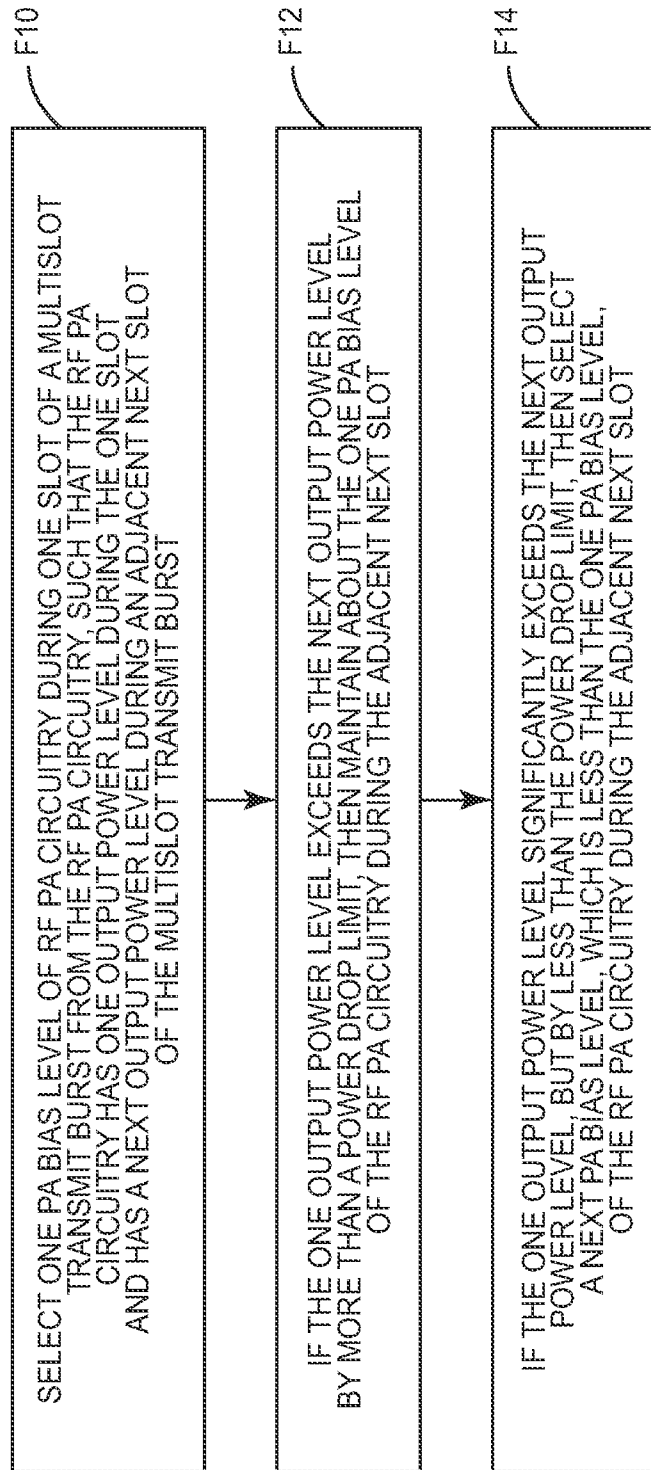 SELECT ONE PA BIAS LEVEL OF RF PA CIRCUITRY DURING ONE SLOT OF A MULTISLOT
TRANSMIT BURST FROM THE RF PA CIRCUITRY, SUCH THAT THE RF PA
CIRCUITRY HAS ONE OUTPUT POWER LEVEL DURING THE ONE SLOT
AND HAS A NEXT OUTPUT POWER LEVEL DURING AN ADJACENT NEXT SLOT
OF THE MULTISLOT TRANSMIT BURST
F10
IF THE ONE OUTPUT POWER LEVEL EXCEEDS THE NEXT OUTPUT POWER LEVEL
BY MORE THAN A POWER DROP LIMIT, THEN MAINTAIN ABOUT THE ONE PA BIAS LEVEL
OF THE RF PA CIRCUITRY DURING THE ADJACENT NEXT SLOT
F12
IF THE ONE OUTPUT POWER LEVEL SIGNIFICANTLY EXCEEDS THE NEXT OUTPUT
POWER LEVEL, BUT BY LESS THAN THE POWER DROP LIMIT, THEN SELECT
A NEXT PA BIAS LEVEL, WHICH IS LESS THAN THE ONE PA BIAS LEVEL,
OF THE RF PA CIRCUITRY DURING THE ADJACENT NEXT SLOT
F14